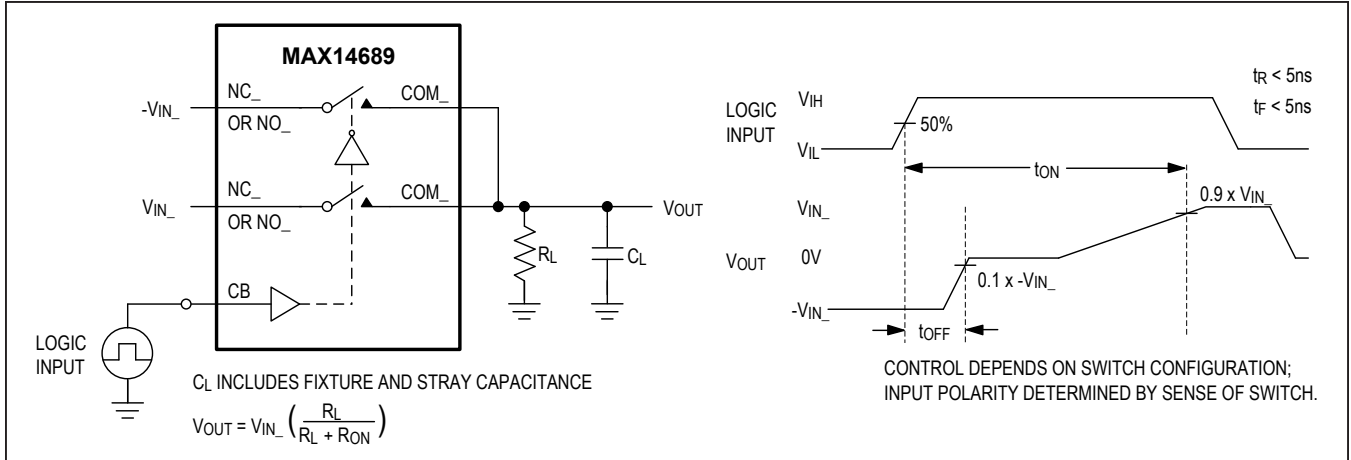 MAX14689
-VIN_
NC_
OR NO_
COM_
VIN_
NC_
OR NO_
COM_
VOUT
RL
CL
CB
LOGIC
INPUT
CL INCLUDES FIXTURE AND STRAY CAPACITANCE
VOUT = VIN_ ( RL / RL + RON )
tR < 5ns
tF < 5ns
LOGIC
INPUT
VIH
VIL
50%
tON
VIN_
0.9 x VIN_
VOUT
0V
0.1 x -VIN_
-VIN_
tOFF
CONTROL DEPENDS ON SWITCH CONFIGURATION;
INPUT POLARITY DETERMINED BY SENSE OF SWITCH.